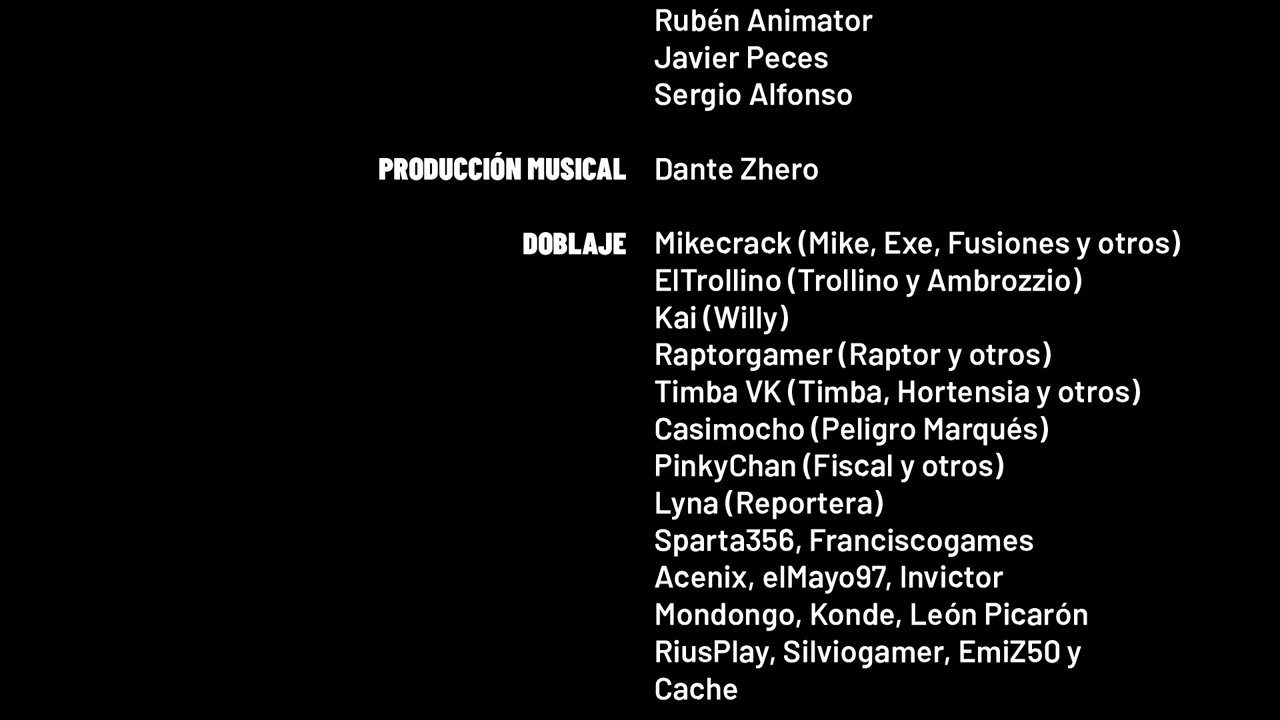 Rubén Animator
Javier Peces
Sergio Alfonso
PRODUCCIÓN MUSICAL Dante Zhero
DOBLAJE Mikecrack (Mike, Exe, Fusiones y otros)
ElTrollino (Trollino y Ambrozzio)
Kai (Willy)
Raptorgamer (Raptor y otros)
Timba VK (Timba, Hortensia y otros)
Casimocho (Peligro Marqués)
PinkyChan (Fiscal y otros)
Lyna (Reportera)
Sparta356, Franciscogames
Acenix, elMayo97, Invictor
Mondongo, Konde, León Picarón
RiusPlay, Silviogamer, EmiZ50 y
Cache